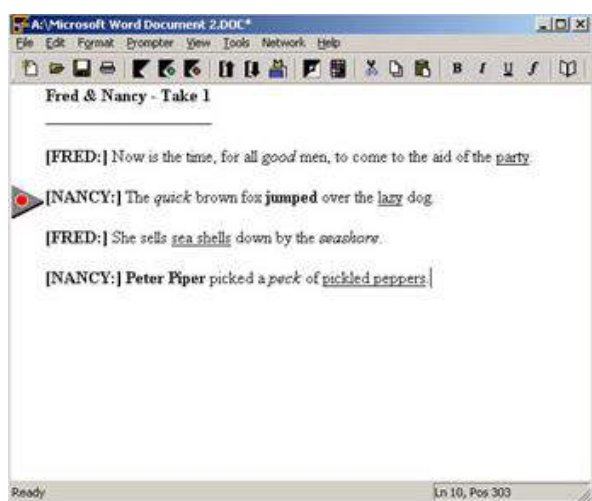 A:\Microsoft Word Document 2.DOC*
File Edit Format Prompter View Tools Network Help
B I U f
Fred & Nancy - Take 1
[FRED:] Now is the time, for all good men, to come to the aid of the party.
[NANCY:] The quick brown fox jumped over the lazy dog.
[FRED:] She sells sea shells down by the seashore.
[NANCY:] Peter Piper picked a peck of pickled peppers.
Ready Ln 10, Pos 303